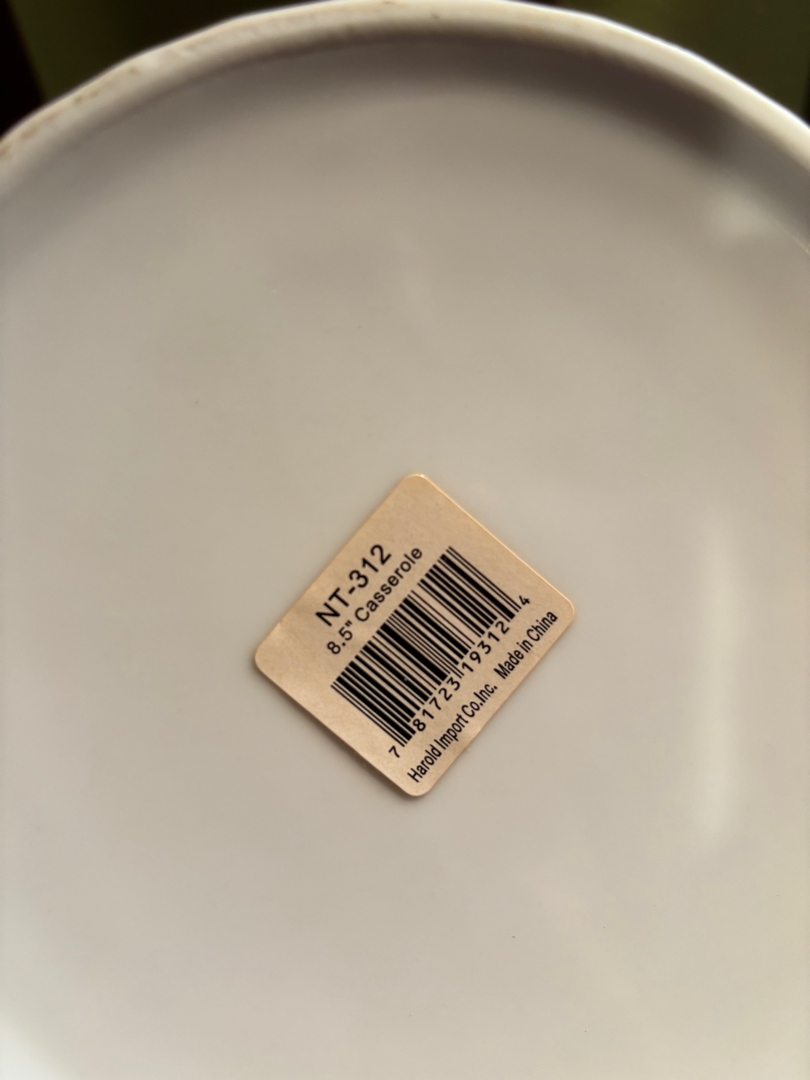 NT-312
8.5" Casserole
7 81723 19312 4
Harold Import Co.Inc. Made in China